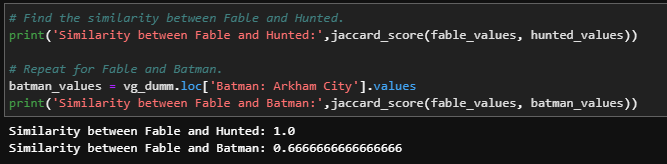 # Find the similarity between Fable and Hunted.
print('Similarity between Fable and Hunted:',jaccard_score(fable_values, hunted_values))
# Repeat for Fable and Batman.
batman_values = vg_dumm.loc['Batman: Arkham City'].values
print('Similarity between Fable and Batman:',jaccard_score(fable_values, batman_values))
Similarity between Fable and Hunted: 1.0
Similarity between Fable and Batman: 0.6666666666666666